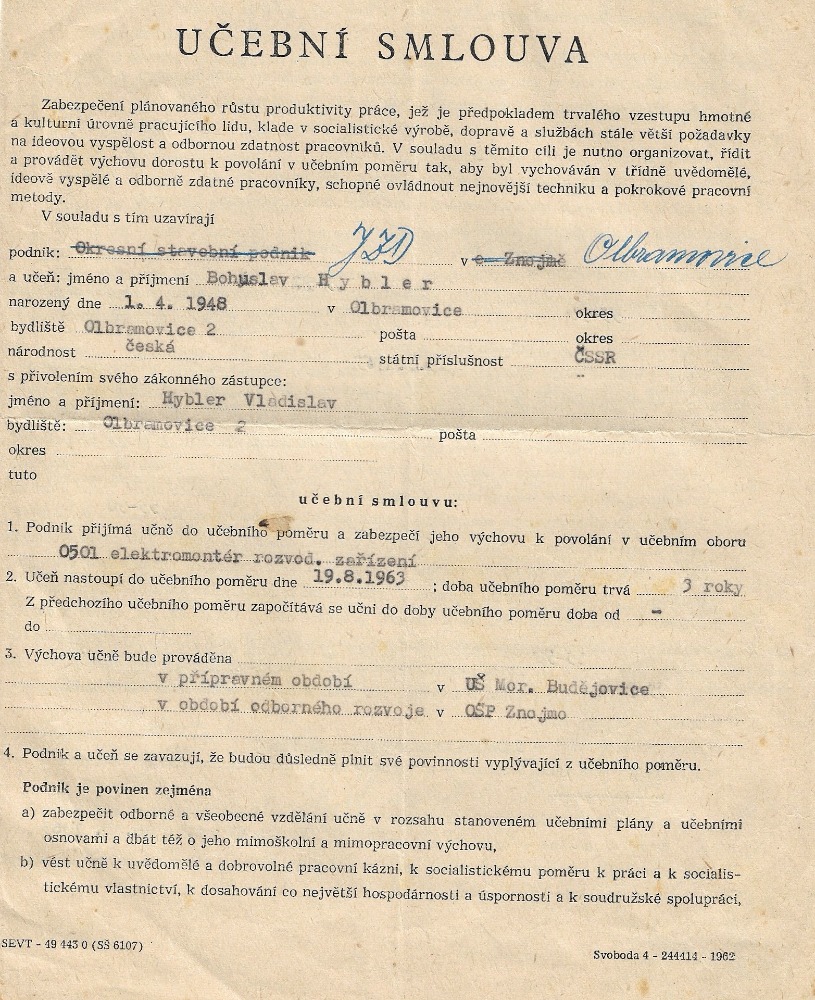 UČEBNÍ SMLOUVA
Zabezpečení plánovaného růstu produktivity práce, jež je předpokladem trvalého vzestupu hmotné
a kulturní úrovně pracujícího lidu, klade v socialistické výrobě, dopravě a službách stále větší požadavky
na ideovou vyspělost a odbornou zdatnost pracovníků. V souladu s těmito cíli je nutno organizovat, řídit
a provádět výchovu dorostu k povolání v učebním poměru tak, aby byl vychováván v třídně uvědomělé,
ideově vyspělé a odborně zdatné pracovníky, schopné ovládnout nejnovější techniku a pokrokové pracovní
metody.
V souladu s tím uzavírají
podnik: Okresní stavební podnik JZD v Olbramovice
a učeň: jméno a příjmení Bohuslav Hybler
narozený dne 1. 4. 1948 v Olbramovice okres
bydliště Olbramovice 2 pošta okres
národnost česká státní příslušnost ČSSR
s přivolením svého zákonného zástupce:
jméno a příjmení: Hybler Vladislav
bydliště: Olbramovice 2 pošta
okres
tuto
učební smlouvu:
1. Podnik přijímá učně do učebního poměru a zabezpečí jeho výchovu k povolání v učebním oboru
0501 elektromontér rozvod. zařízení
2. Učeň nastoupí do učebního poměru dne 19.8.1963 ; doba učebního poměru trvá 3 roky
Z předchozího učebního poměru započítává se učni do doby učebního poměru doba od -
do
3. Výchova učně bude prováděna
v přípravném období v UŠ Mor. Budějovice
v období odborného rozvoje v OSP Znojmo
4. Podnik a učeň se zavazují, že budou důsledně plnit své povinnosti vyplývající z učebního poměru.
Podnik je povinen zejména
a) zabezpečit odborné a všeobecné vzdělání učně v rozsahu stanoveném učebními plány a učebními
osnovami a dbát též o jeho mimoškolní a mimopracovní výchovu,
b) vést učně k uvědomělé a dobrovolné pracovní kázni, k socialistickému poměru k práci a k socialis-
tickému vlastnictví, k dosahování co největší hospodárnosti a úspornosti a k soudružské spolupráci,
SEVT - 49 443 0 (SŠ 6107)
Svoboda 4 - 244414 - 1962